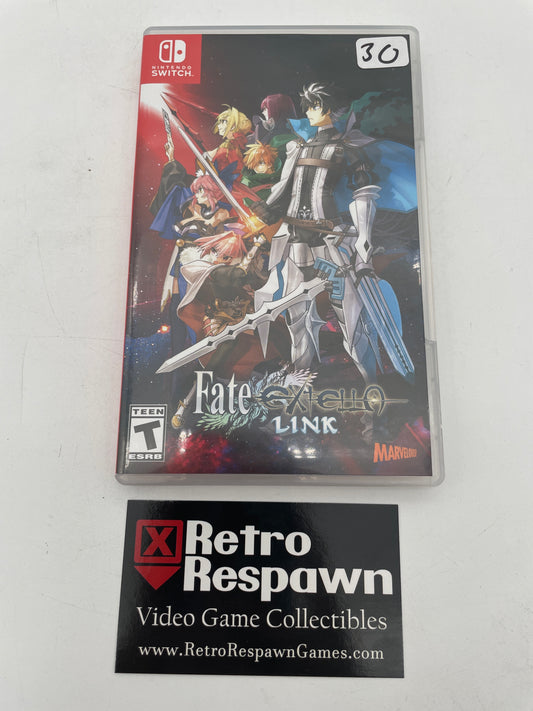 NINTENDO
SWITCH.
30
Fate EXTELLA
LINK
TEEN
T
ESRB
MARVELOUS!
X Retro
Respawn
Video Game Collectibles
www.RetroRespawnGames.com